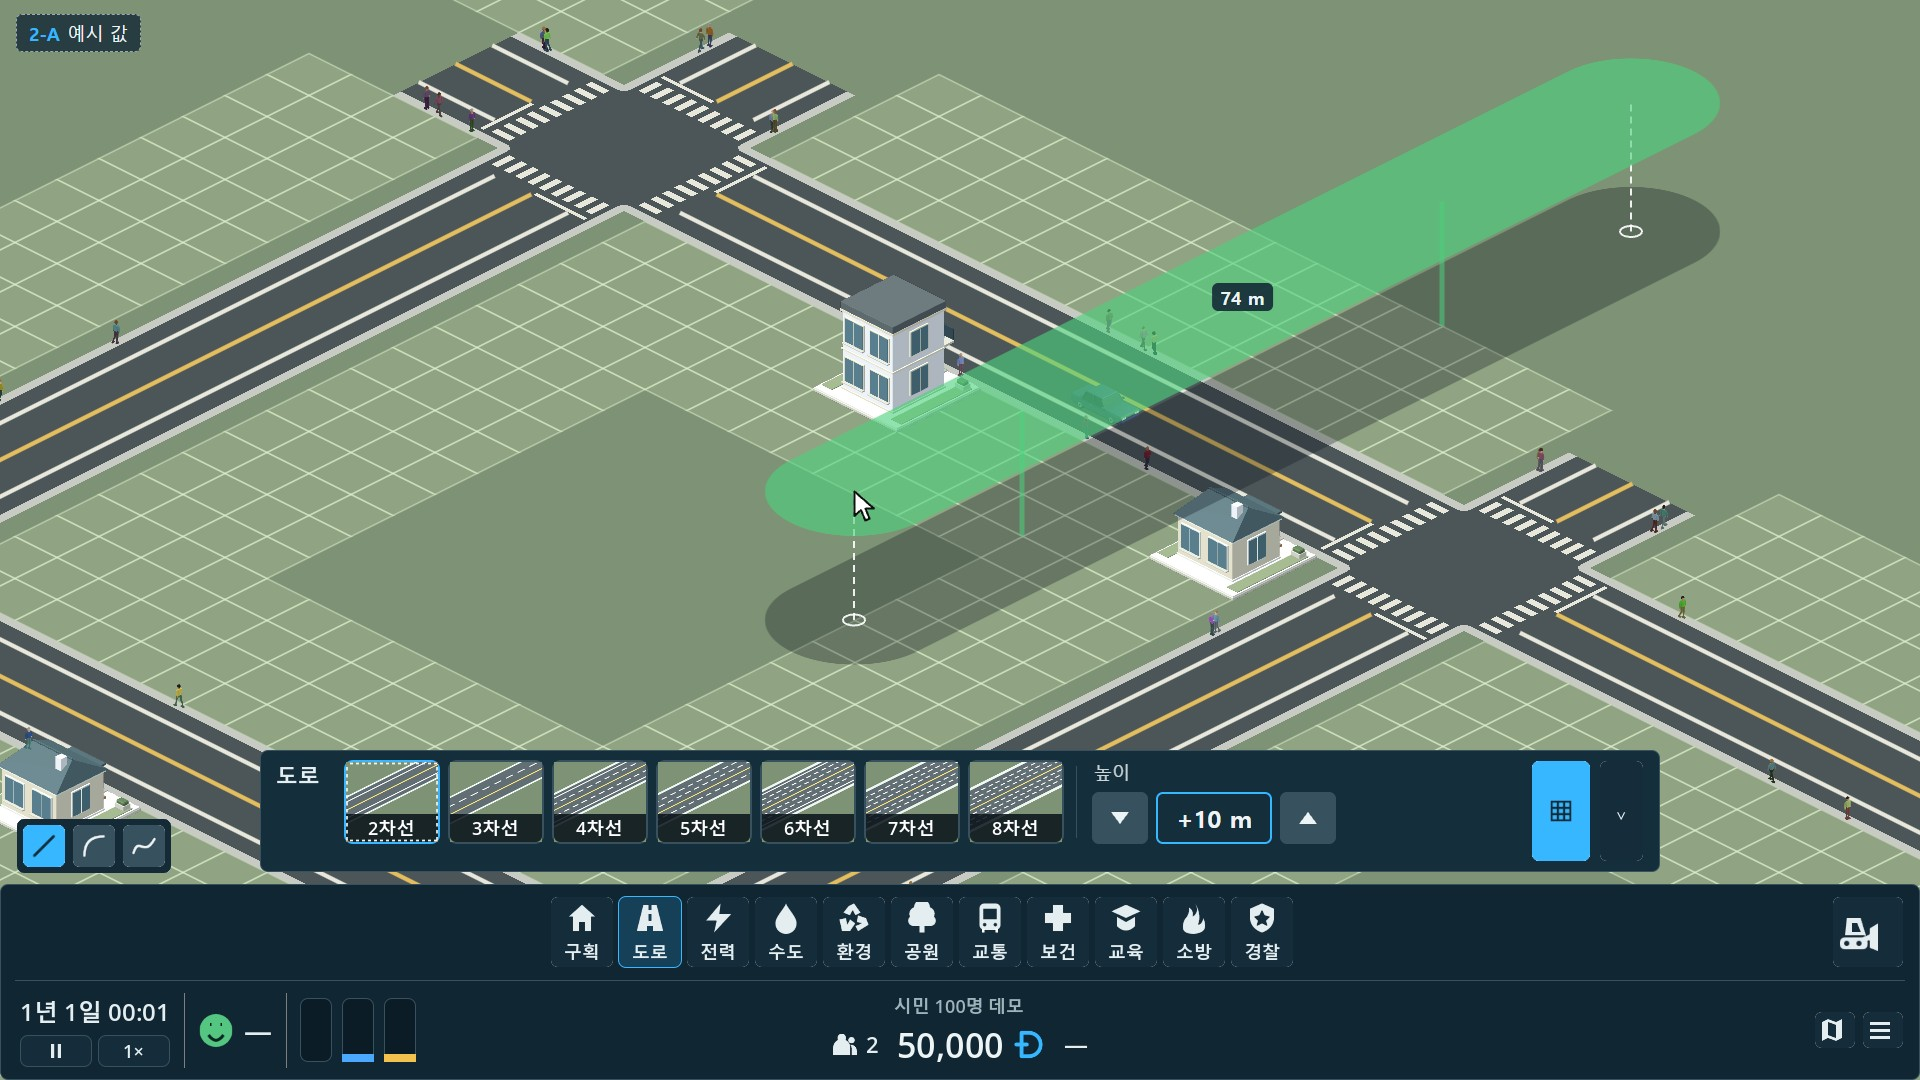 2-A 예시 값
74 m
도로
2차선
3차선
4차선
5차선
6차선
7차선
8차선
높이
+10 m
구획
도로
전력
수도
환경
공원
교통
보건
교육
소방
경찰
1년 1일 00:01
1×
시민 100명 데모
2
50,000 —